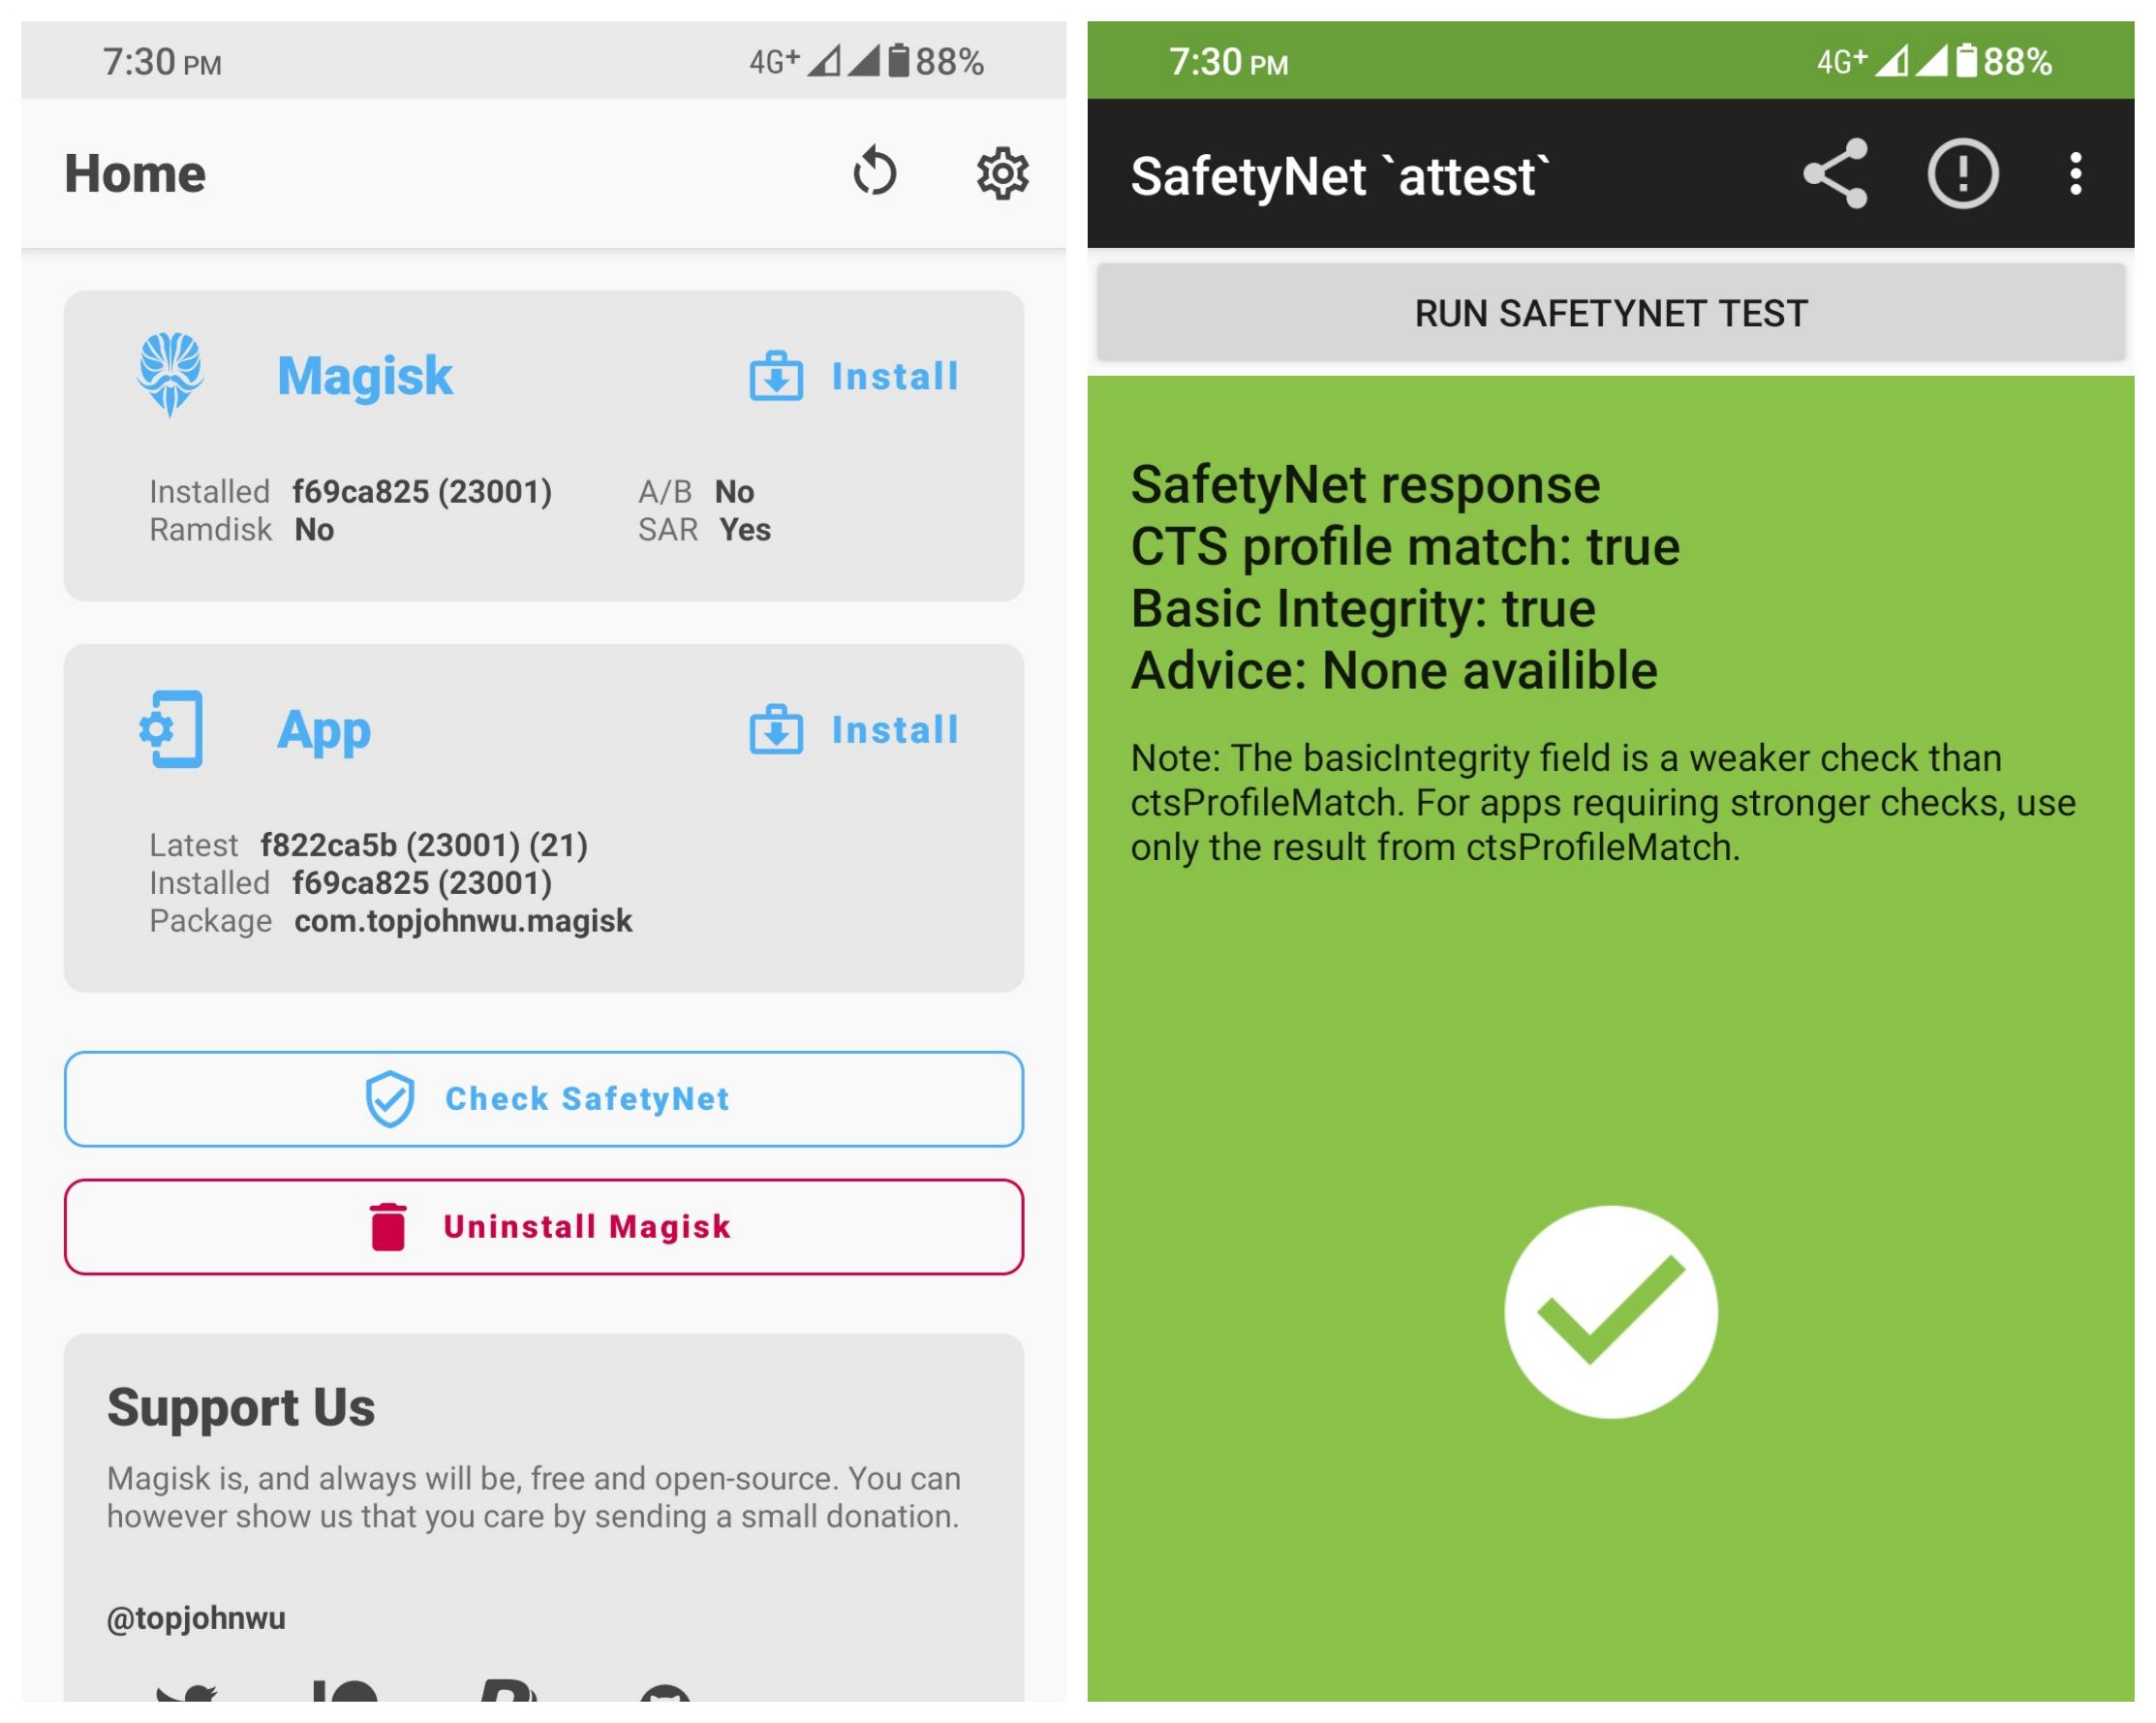 7:30 PM 4G+ 88%
Home
Magisk Install
Installed f69ca825 (23001) A/B No
Ramdisk No SAR Yes
App Install
Latest f822ca5b (23001) (21)
Installed f69ca825 (23001)
Package com.topjohnwu.magisk
Check SafetyNet
Uninstall Magisk
Support Us
Magisk is, and always will be, free and open-source. You can
however show us that you care by sending a small donation.
@topjohnwu
7:30 PM 4G+ 88%
SafetyNet `attest`
RUN SAFETYNET TEST
SafetyNet response
CTS profile match: true
Basic Integrity: true
Advice: None availible
Note: The basicIntegrity field is a weaker check than
ctsProfileMatch. For apps requiring stronger checks, use
only the result from ctsProfileMatch.